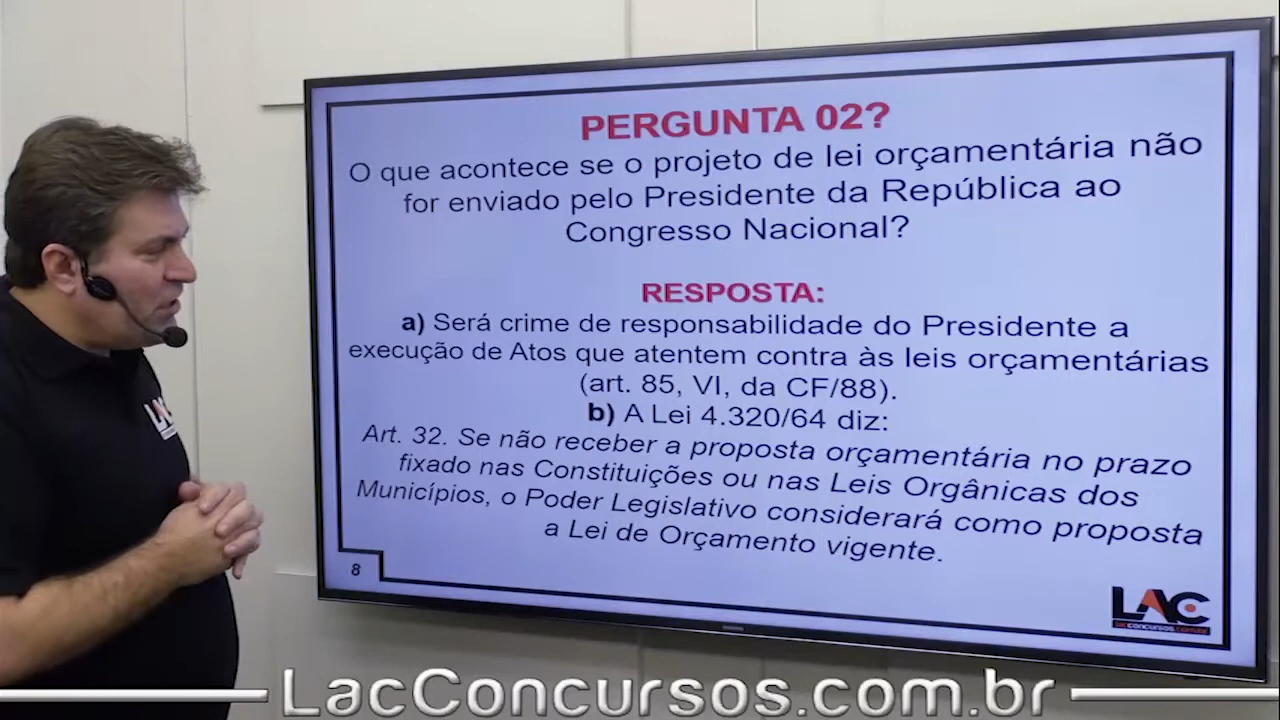 PERGUNTA 02?
O que acontece se o projeto de lei orçamentária não
for enviado pelo Presidente da República ao
Congresso Nacional?
RESPOSTA:
a) Será crime de responsabilidade do Presidente a
execução de Atos que atentem contra às leis orçamentárias
(art. 85, VI, da CF/88).
b) A Lei 4.320/64 diz:
Art. 32. Se não receber a proposta orçamentária no prazo
fixado nas Constituições ou nas Leis Orgânicas dos
Municípios, o Poder Legislativo considerará como proposta
a Lei de Orçamento vigente.
8
LAC
lacconcursos.com.br
LAC
LacConcursos.com.br